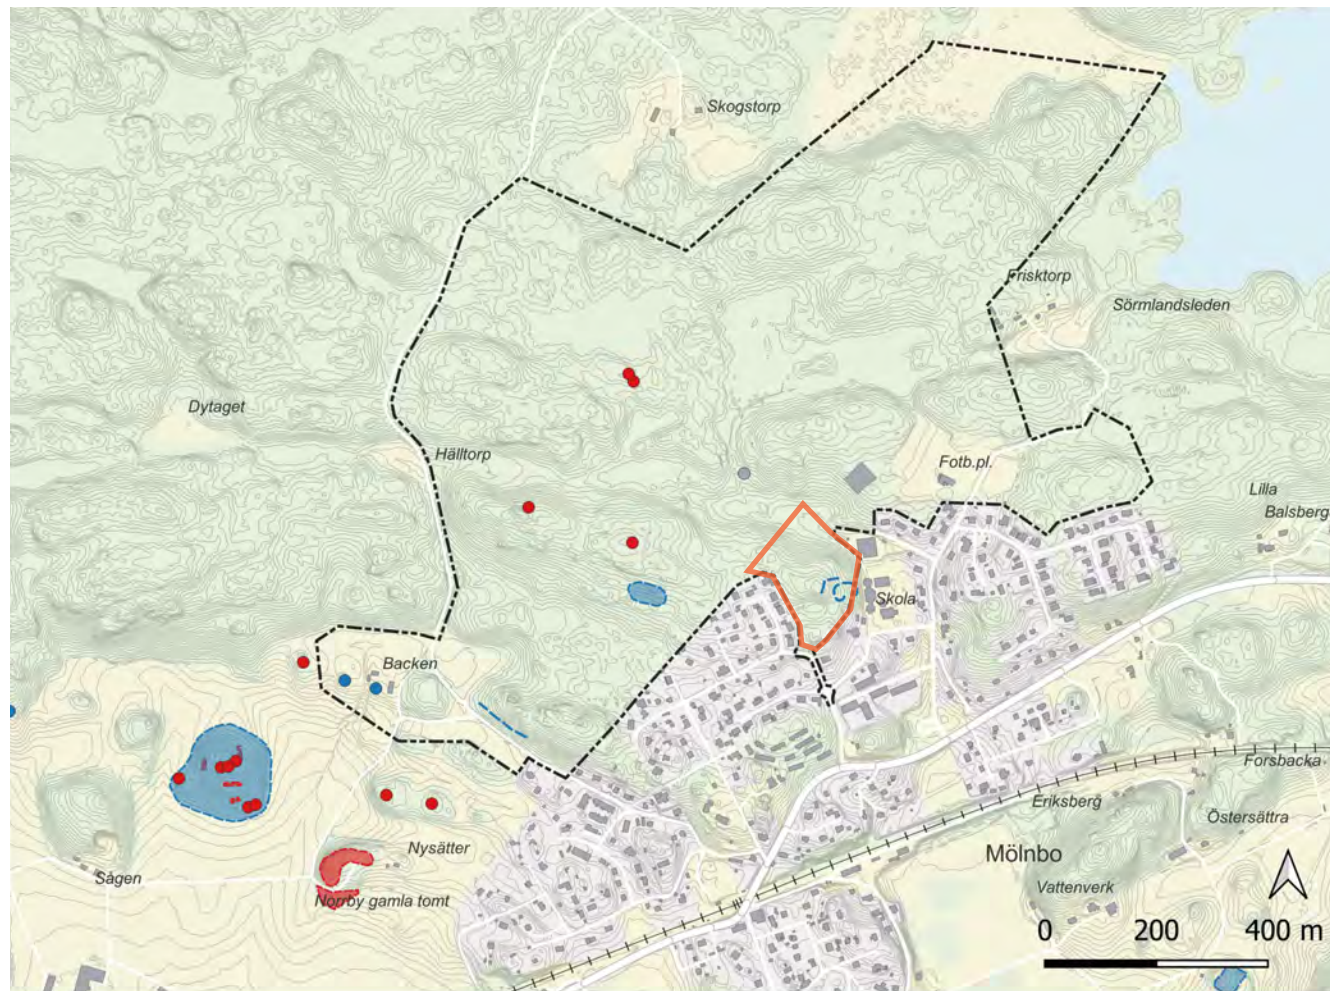 Skogstorp
Frisktorp
Sörmlandsleden
Dytaget
Hälltorp
Fotb.pl.
Lilla
Balsberg
Skola
Backen
Forsbacka
Eriksberg
Östersättra
Nysätter
Mölnbo
Sågen
Vattenverk
Norrby gamla tomt
0 200 400 m